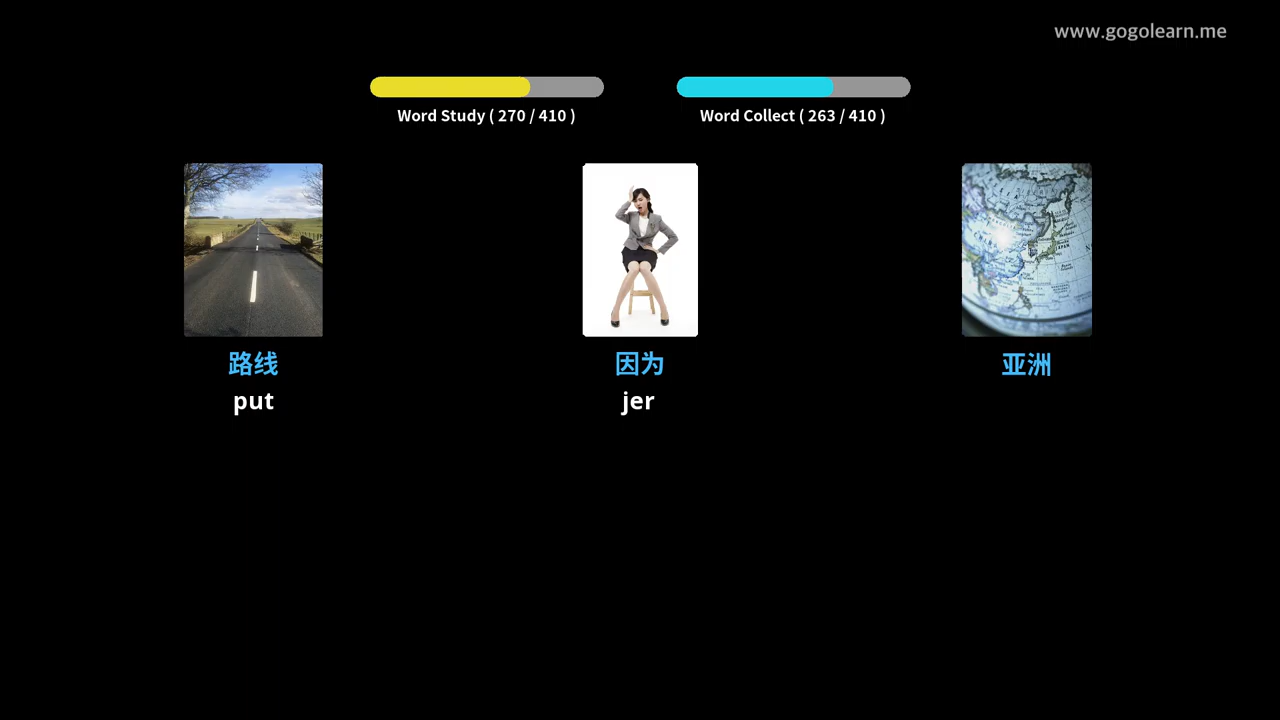 www.gogolearn.me
Word Study ( 270 / 410 )
Word Collect ( 263 / 410 )
路线
因为
亚洲
put
jer